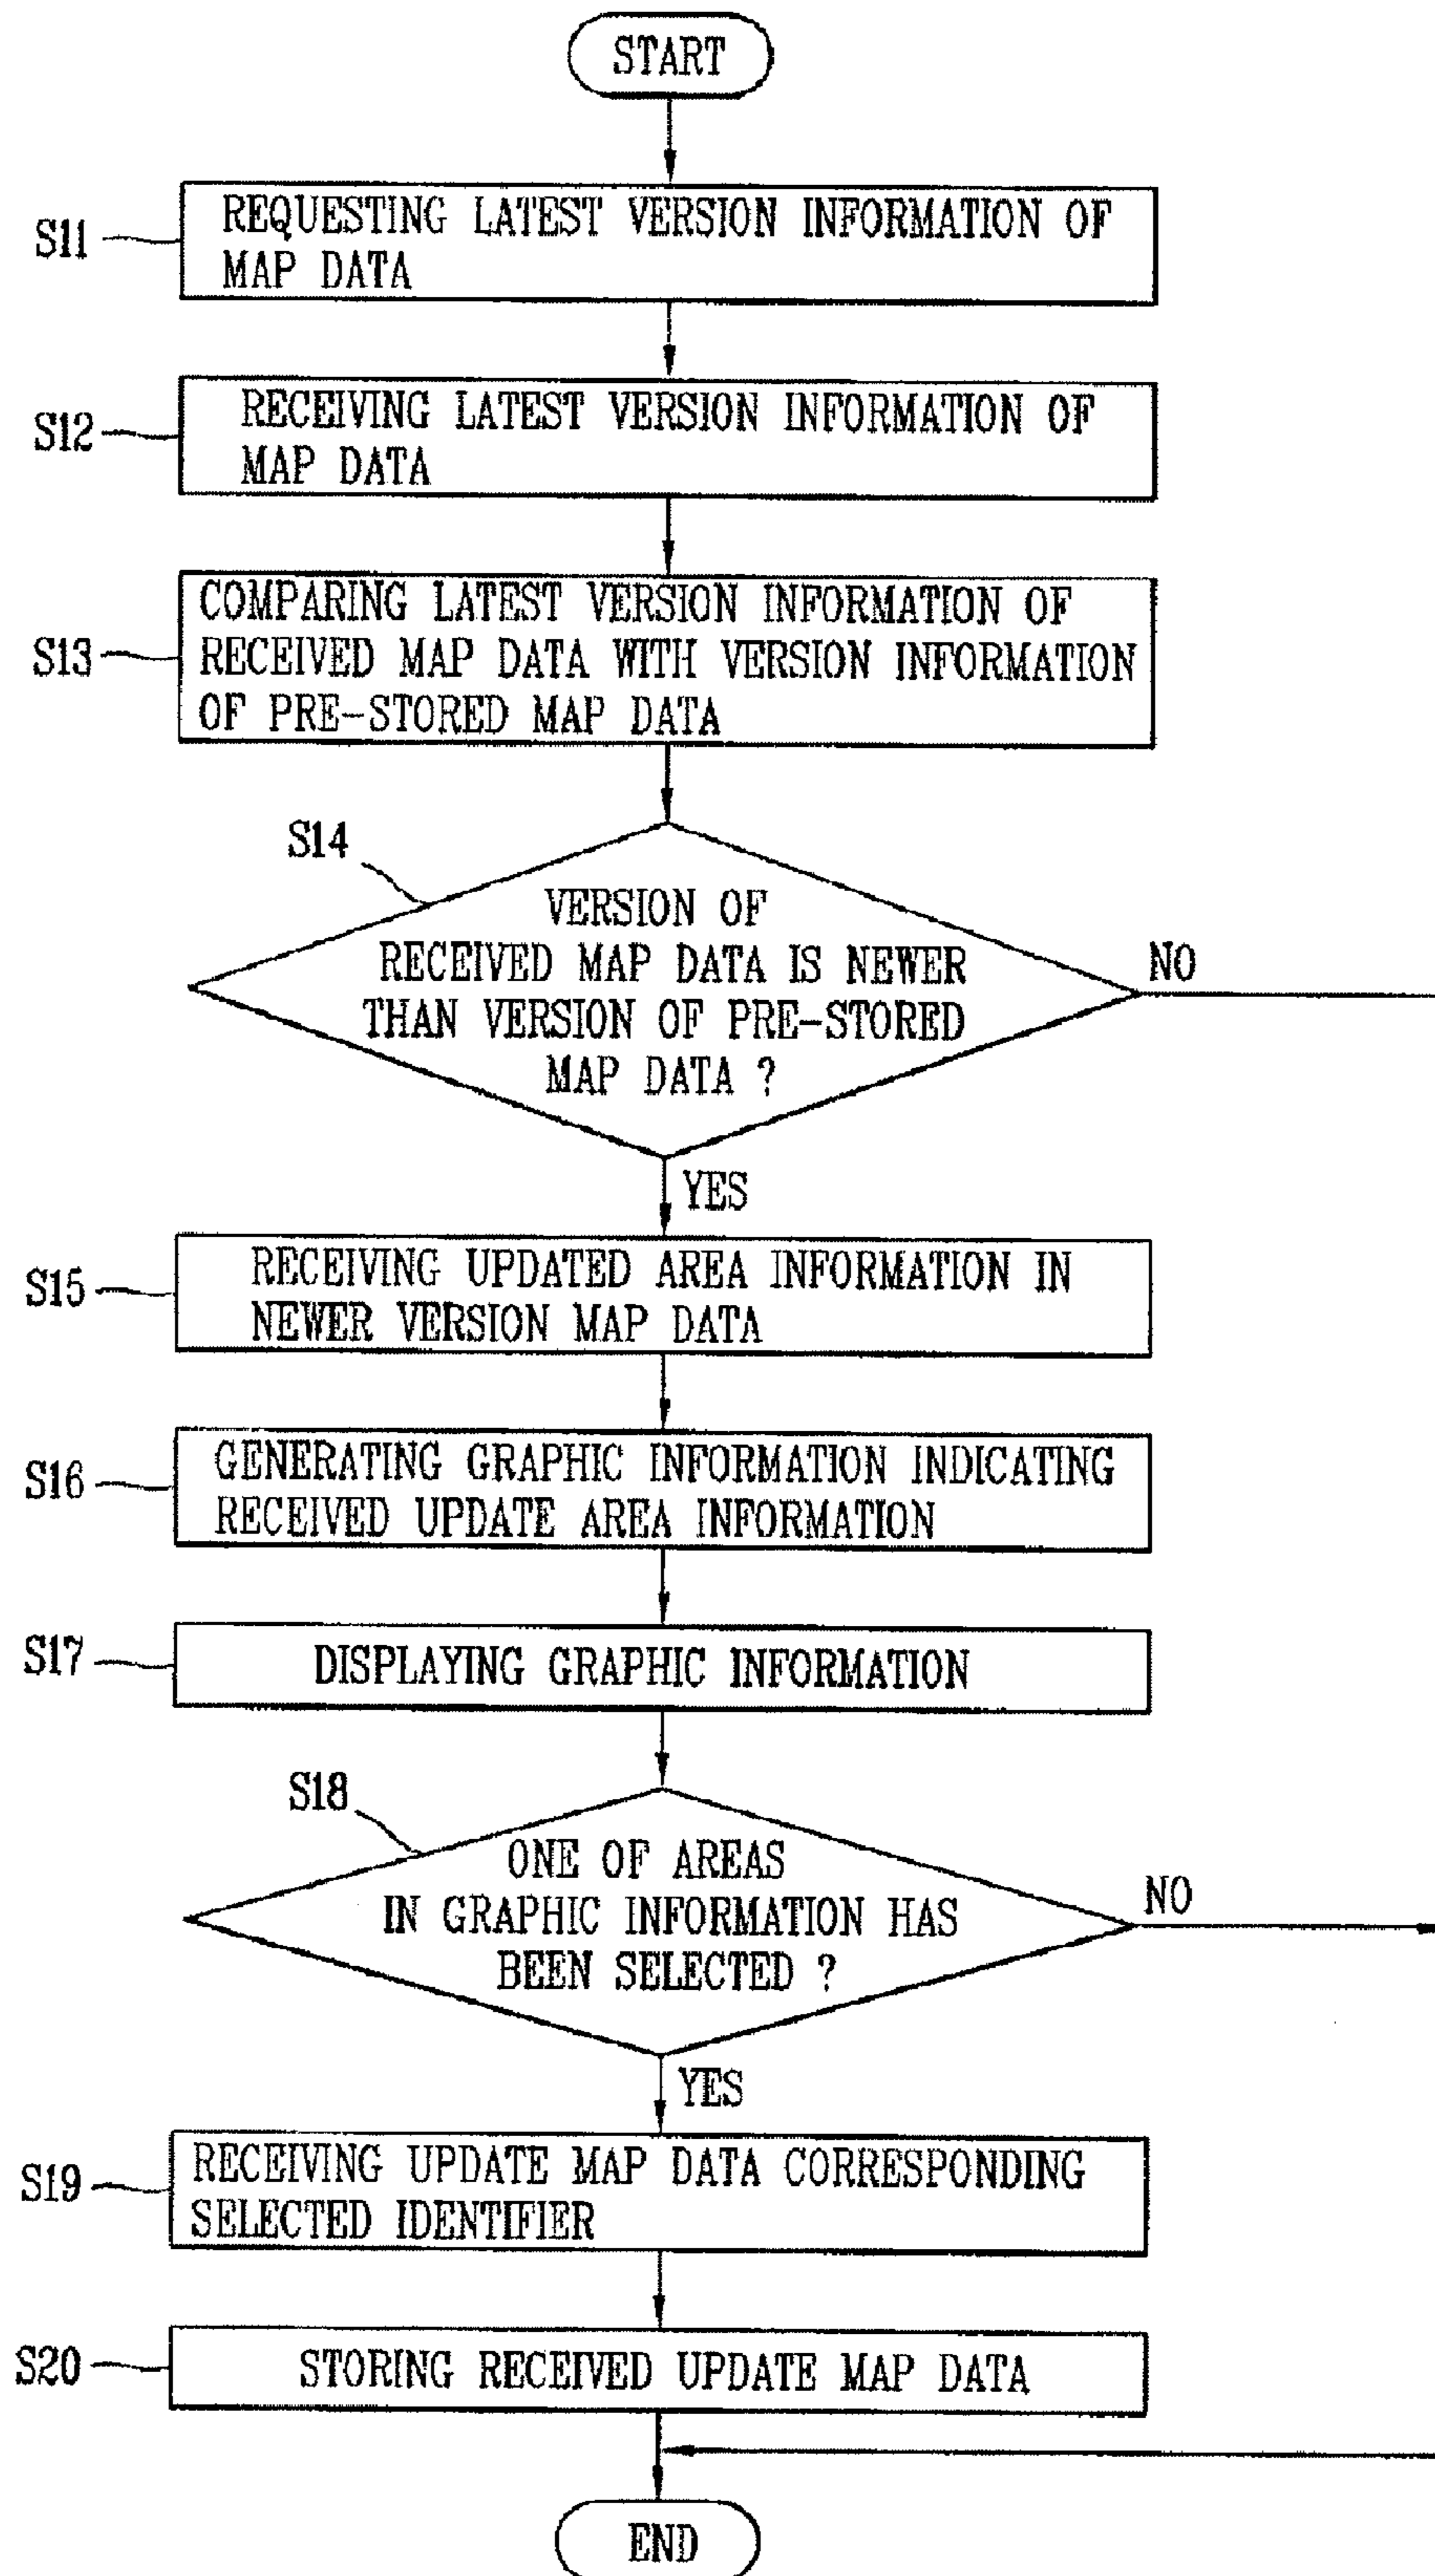 START
S11
REQUESTING LATEST VERSION INFORMATION OF
MAP DATA
S12
RECEIVING LATEST VERSION INFORMATION OF
MAP DATA
S13
COMPARING LATEST VERSION INFORMATION OF
RECEIVED MAP DATA WITH VERSION INFORMATION
OF PRE-STORED MAP DATA
S14
VERSION OF
RECEIVED MAP DATA IS NEWER
THAN VERSION OF PRE-STORED
MAP DATA ?
NO
YES
S15
RECEIVING UPDATED AREA INFORMATION IN
NEWER VERSION MAP DATA
S16
GENERATING GRAPHIC INFORMATION INDICATING
RECEIVED UPDATE AREA INFORMATION
S17
DISPLAYING GRAPHIC INFORMATION
S18
ONE OF AREAS
IN GRAPHIC INFORMATION HAS
BEEN SELECTED ?
NO
YES
S19
RECEIVING UPDATE MAP DATA CORRESPONDING
SELECTED IDENTIFIER
S20
STORING RECEIVED UPDATE MAP DATA
END